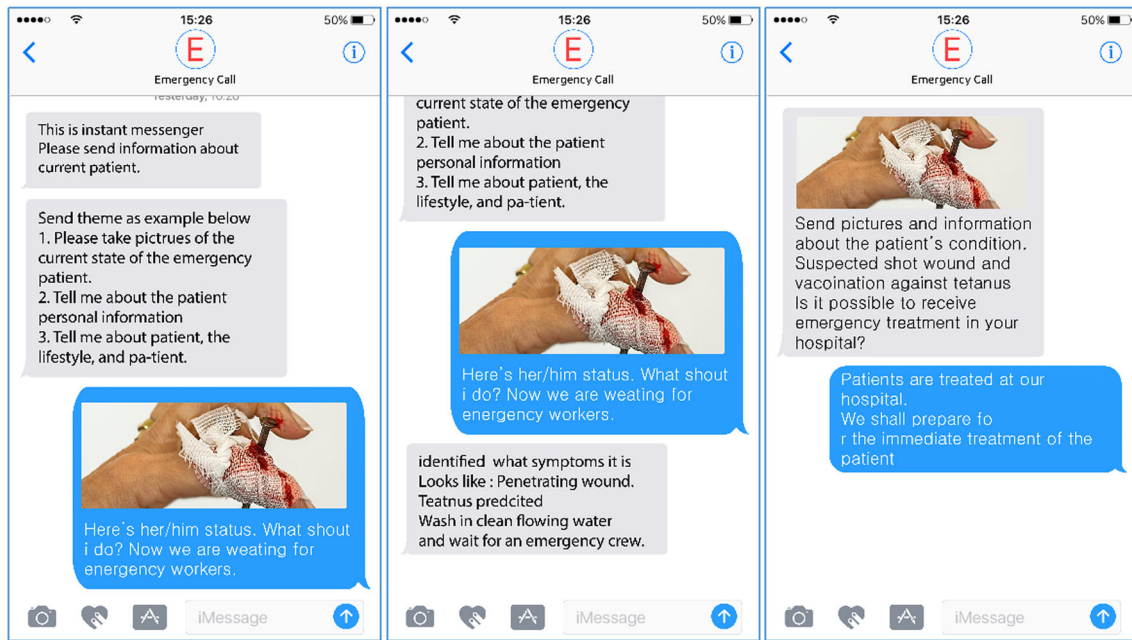 15:26
50%
E
Emergency Call
Yesterday, 10:26
This is instant messenger
Please send information about
current patient.
Send theme as example below
1. Please take pictrues of the
current state of the emergency
patient.
2. Tell me about the patient
personal information
3. Tell me about patient, the
lifestyle, and pa-tient.
Here's her/him status. What shout
i do? Now we are weating for
energency workers.
iMessage
15:26
50%
E
Emergency Call
current state of the emergency
patient.
2. Tell me about the patient
personal information
3. Tell me about patient, the
lifestyle, and pa-tient.
Here's her/him status. What shout
i do? Now we are weating for
energency workers.
identified what symptoms it is
Looks like : Penetrating wound.
Teatnus predcited
Wash in clean flowing water
and wait for an emergency crew.
iMessage
15:26
50%
E
Emergency Call
Send pictures and information
about the patient's condition.
Suspected shot wound and
vaccination against tetanus
Is it possible to receive
emergency treatment in your
hospital?
Patients are treated at our
hospital.
We shall prepare fo
r the immediate treatment of the
patient
iMessage